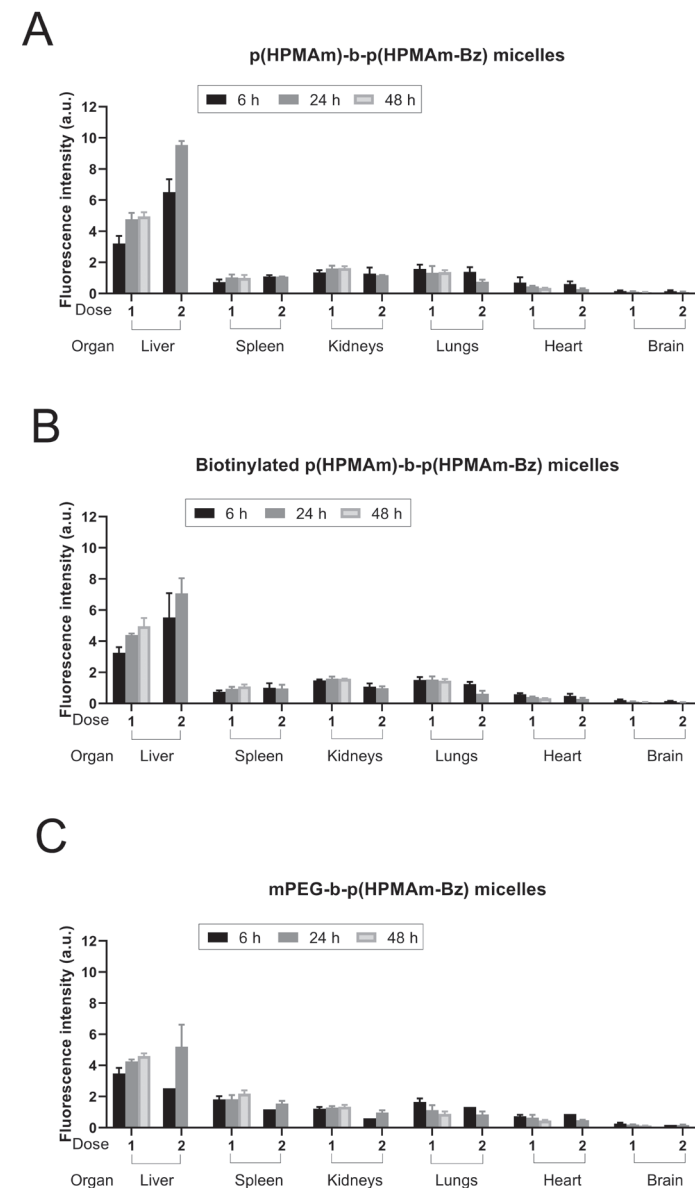 A
p(HPMAm)-b-p(HPMAm-Bz) micelles
6 h 24 h 48 h
Fluorescence intensity (a.u.)
12
10
8
6
4
2
0
Dose 1 2 1 2 1 2 1 2 1 2 1 2
Organ Liver Spleen Kidneys Lungs Heart Brain
B
Biotinylated p(HPMAm)-b-p(HPMAm-Bz) micelles
6 h 24 h 48 h
Fluorescence intensity (a.u.)
12
10
8
6
4
2
0
Dose 1 2 1 2 1 2 1 2 1 2 1 2
Organ Liver Spleen Kidneys Lungs Heart Brain
C
mPEG-b-p(HPMAm-Bz) micelles
6 h 24 h 48 h
Fluorescence intensity (a.u.)
12
10
8
6
4
2
0
Dose 1 2 1 2 1 2 1 2 1 2 1 2
Organ Liver Spleen Kidneys Lungs Heart Brain